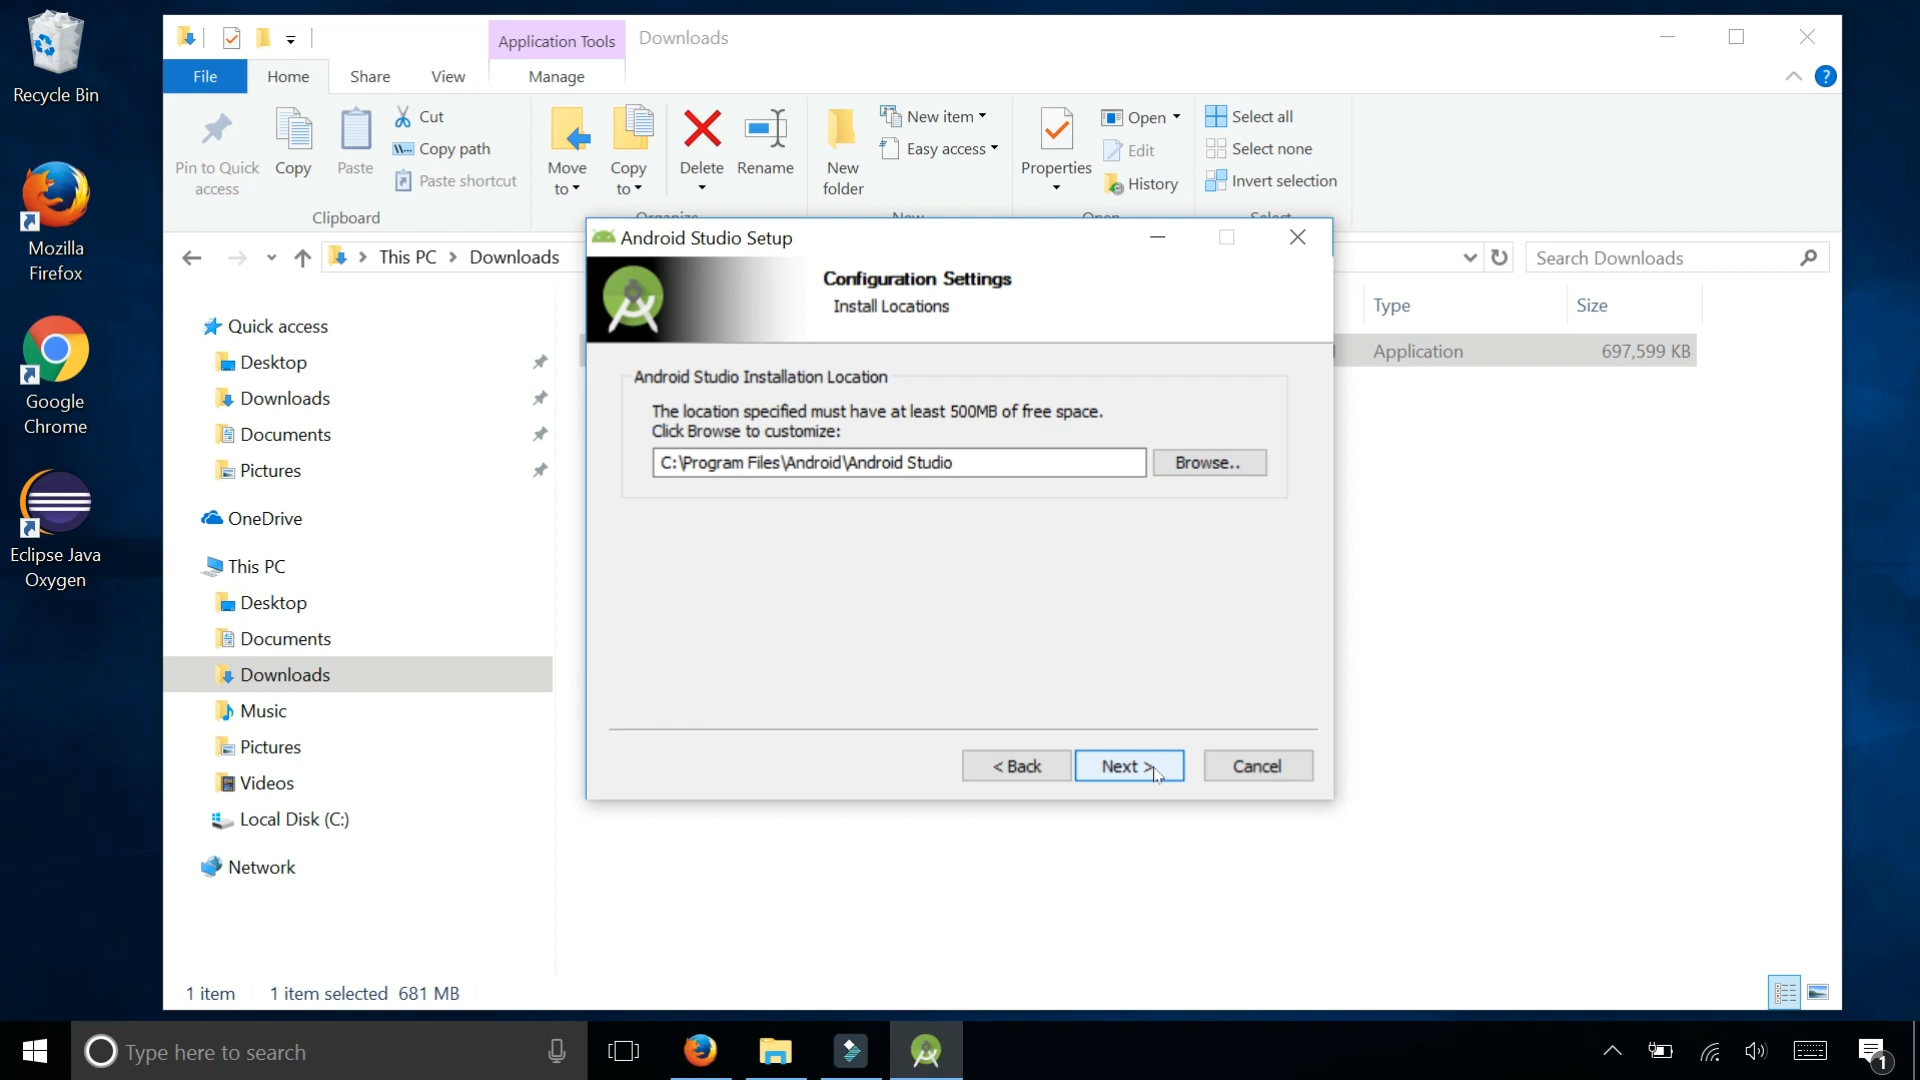 Recycle Bin
Mozilla
Firefox
Google
Chrome
Eclipse Java
Oxygen
Application Tools
Downloads
File
Home
Share
View
Manage
?
Pin to Quick
access
Copy
Paste
Cut
Copy path
Paste shortcut
Clipboard
Move
to
Copy
to
Delete
Rename
New
folder
New item
Easy access
Properties
Open
Edit
History
Select all
Select none
Invert selection
This PC
Downloads
Search Downloads
Type
Size
Application
697,599 KB
Quick access
Desktop
Downloads
Documents
Pictures
OneDrive
This PC
Desktop
Documents
Downloads
Music
Pictures
Videos
Local Disk (C:)
Network
Android Studio Setup
Configuration Settings
Install Locations
Android Studio Installation Location
The location specified must have at least 500MB of free space.
Click Browse to customize:
C:\Program Files\Android\Android Studio
Browse..
< Back
Next >
Cancel
1 item
1 item selected 681 MB
Type here to search
1